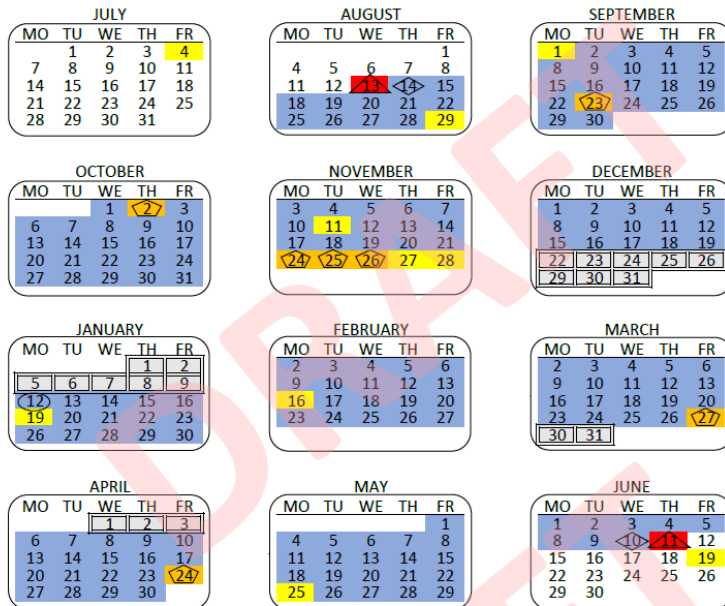 JULY AUGUST SEPTEMBER
MO TU WE TH FR MO TU WE TH FR MO TU WE TH FR
1 2 3 4 1 1 2 3 4 5
7 8 9 10 11 4 5 6 7 8 8 9 10 11 12
14 15 16 17 18 11 12 13 14 15 15 16 17 18 19
21 22 23 24 25 18 19 20 21 22 22 23 24 25 26
28 29 30 31 25 26 27 28 29 29 30
OCTOBER NOVEMBER DECEMBER
MO TU WE TH FR MO TU WE TH FR MO TU WE TH FR
1 2 3 3 4 5 6 7 1 2 3 4 5
6 7 8 9 10 10 11 12 13 14 8 9 10 11 12
13 14 15 16 17 17 18 19 20 21 15 16 17 18 19
20 21 22 23 24 24 25 26 27 28 22 23 24 25 26
27 28 29 30 31 29 30 31
JANUARY FEBRUARY MARCH
MO TU WE TH FR MO TU WE TH FR MO TU WE TH FR
1 2 2 3 4 5 6 2 3 4 5 6
5 6 7 8 9 9 10 11 12 13 9 10 11 12 13
12 13 14 15 16 16 17 18 19 20 16 17 18 19 20
19 20 21 22 23 23 24 25 26 27 23 24 25 26 27
26 27 28 29 30 30 31
APRIL MAY JUNE
MO TU WE TH FR MO TU WE TH FR MO TU WE TH FR
1 2 3 1 1 2 3 4 5
6 7 8 9 10 4 5 6 7 8 8 9 10 11 12
13 14 15 16 17 11 12 13 14 15 15 16 17 18 19
20 21 22 23 24 18 19 20 21 22 22 23 24 25 26
27 28 29 30 25 26 27 28 29 29 30
DRAFT